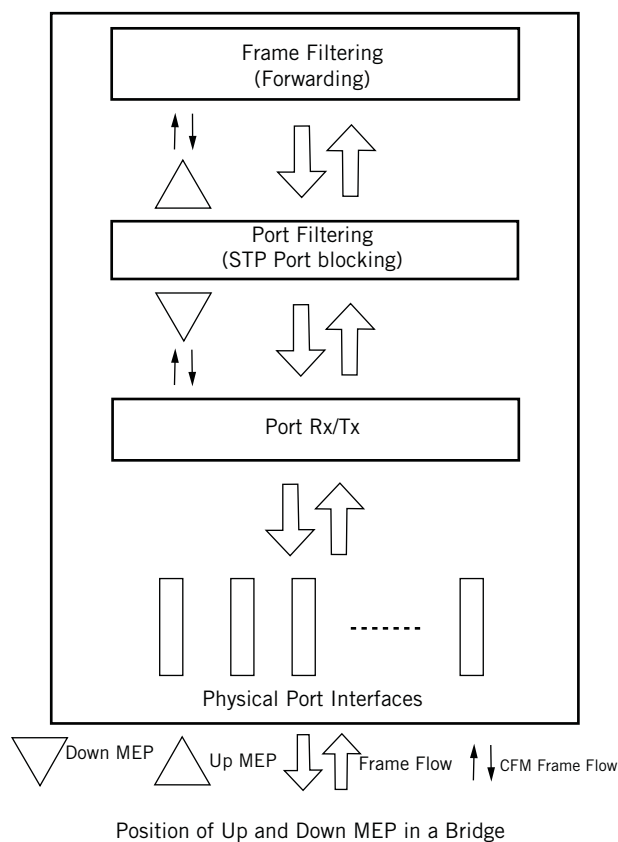 Frame Filtering
(Forwarding)
Port Filtering
(STP Port blocking)
Port Rx/Tx
Physical Port Interfaces
Down MEP
Up MEP
Frame Flow
CFM Frame Flow
Position of Up and Down MEP in a Bridge